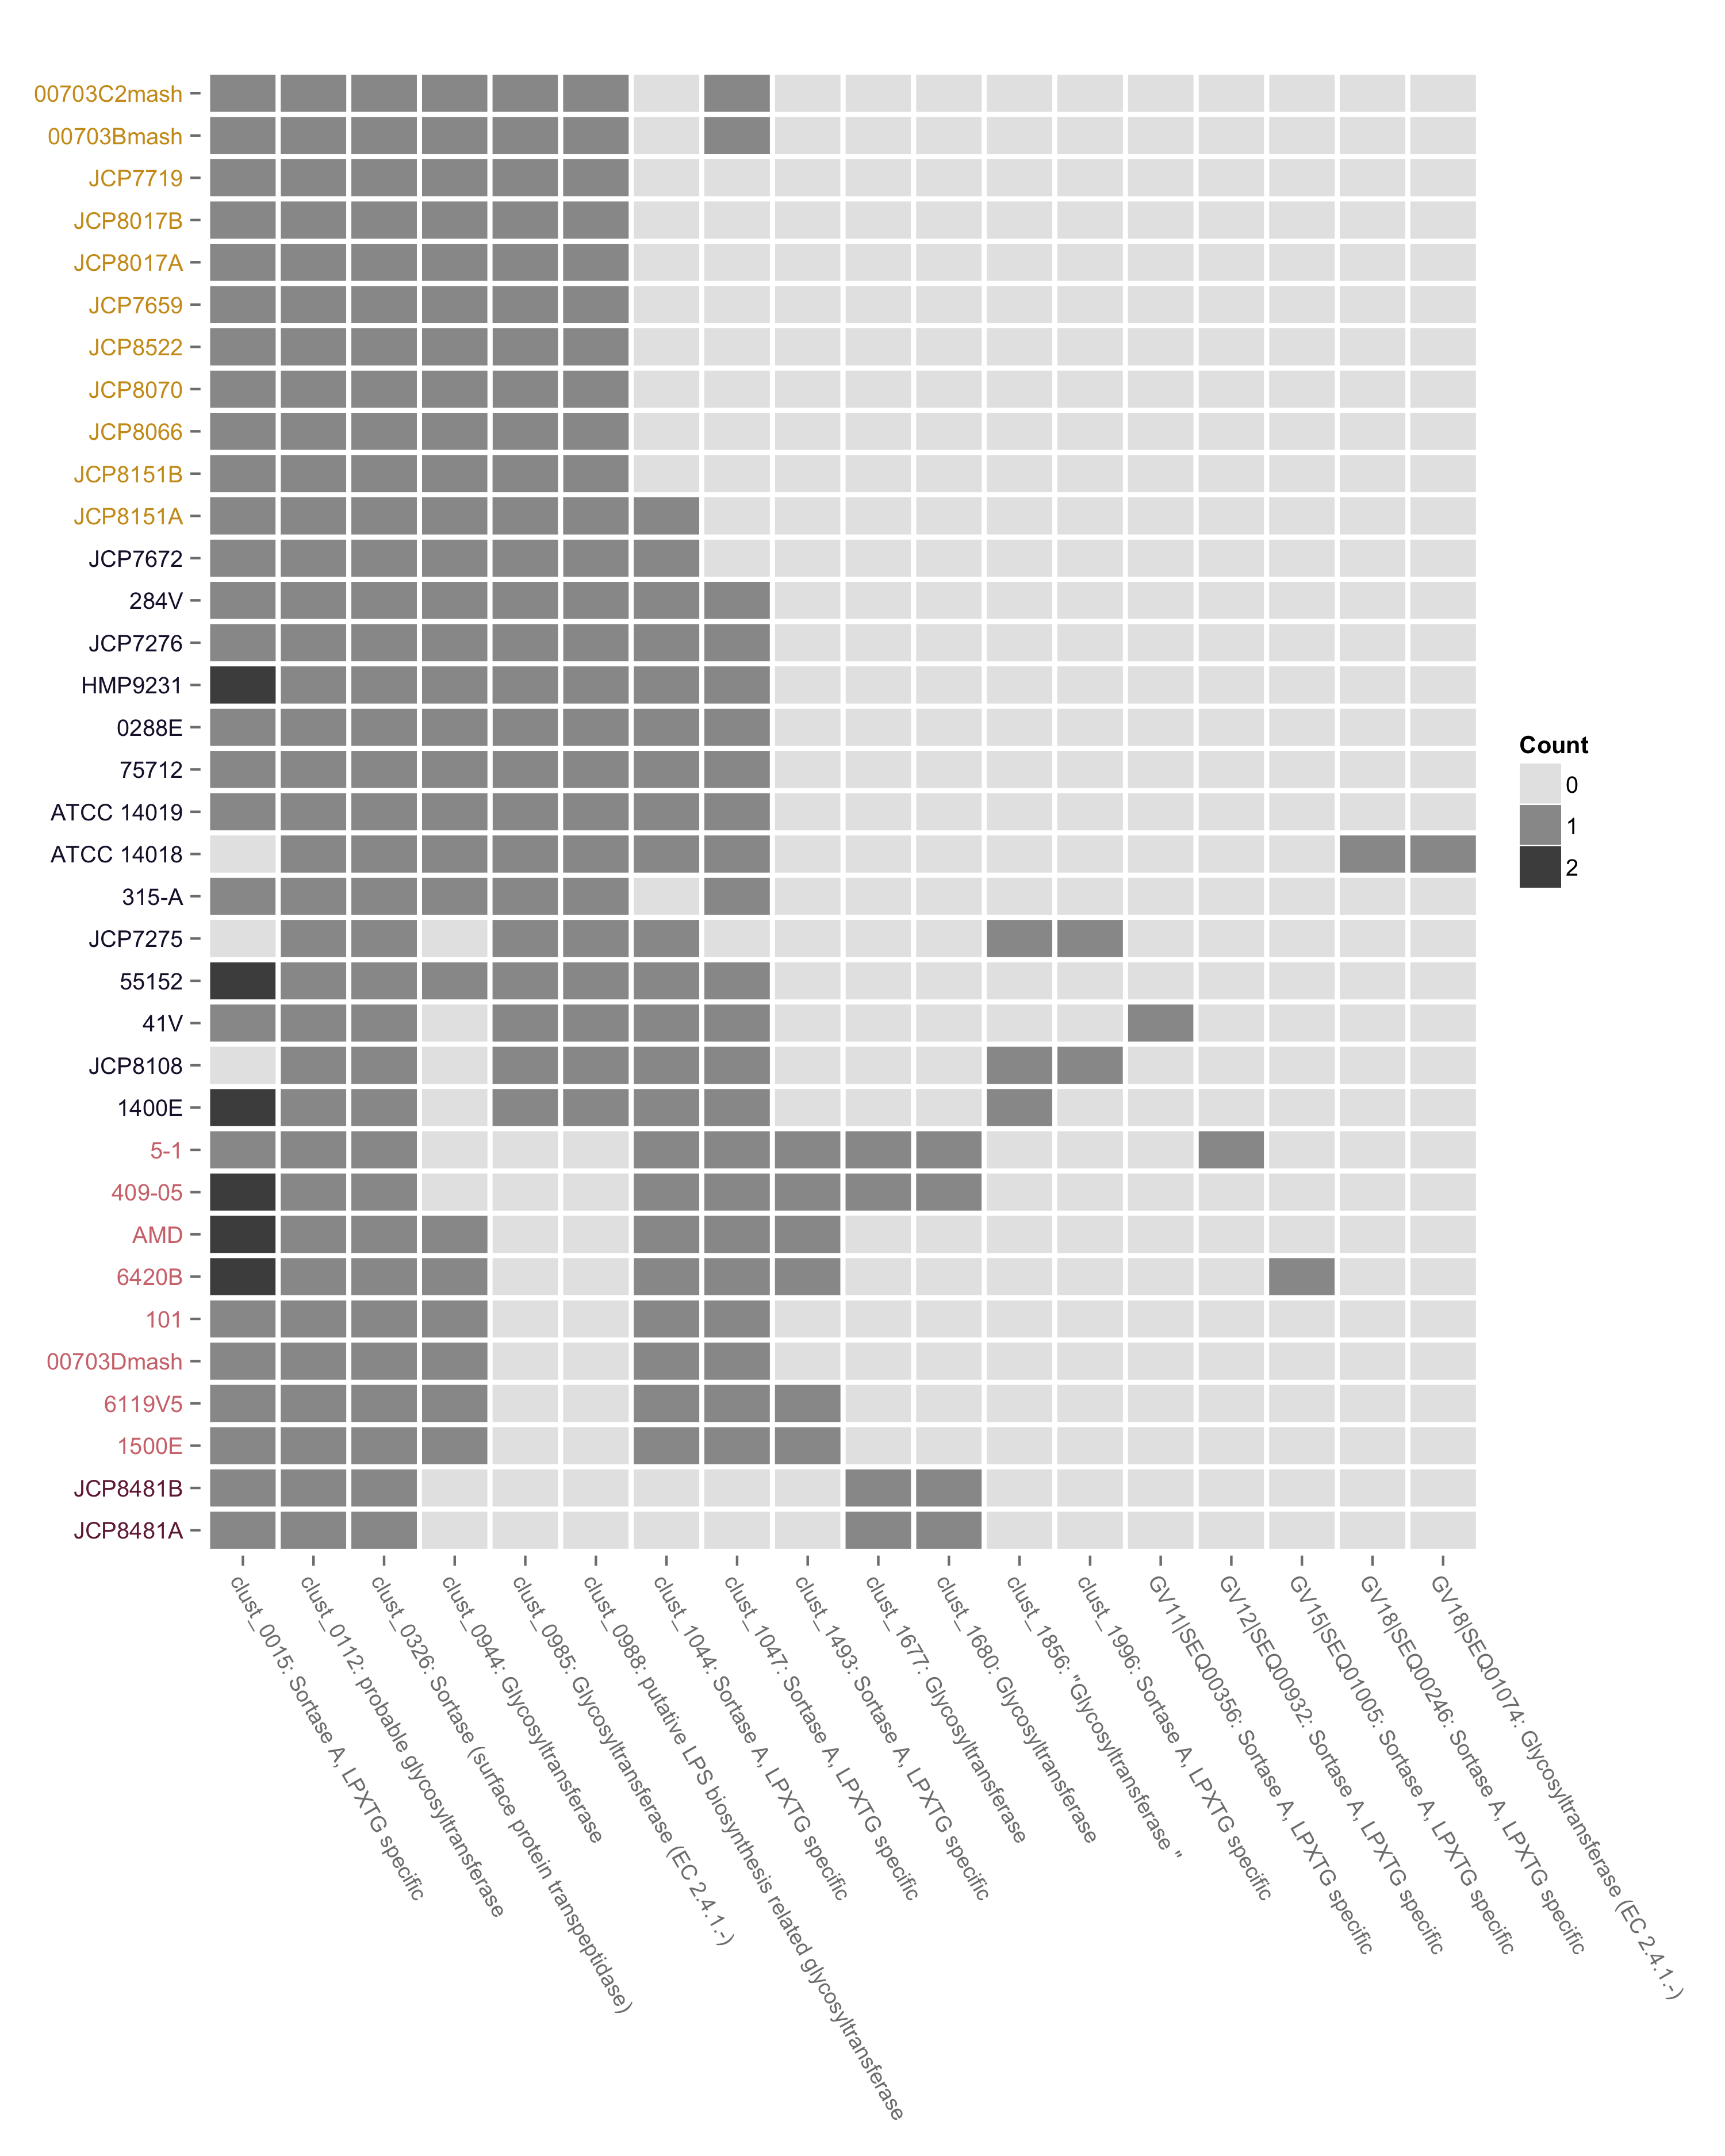 00703C2mash
00703Bmash
JCP7719
JCP8017B
JCP8017A
JCP7659
JCP8522
JCP8070
JCP8066
JCP8151B
JCP8151A
JCP7672
284V
JCP7276
HMP9231
0288E
75712
ATCC 14019
ATCC 14018
315-A
JCP7275
55152
41V
JCP8108
1400E
5-1
409-05
AMD
6420B
101
00703Dmash
6119V5
1500E
JCP8481B
JCP8481A
Count
0
1
2
clust_0015: Sortase A, LPXTG specific
clust_0112: probable glycosyltransferase
clust_0326: Sortase (surface protein transpeptidase)
clust_0944: Glycosyltransferase
clust_0985: Glycosyltransferase (EC 2.4.1.-)
clust_0988: putative LPS biosynthesis related glycosyltransferase
clust_1044: Sortase A, LPXTG specific
clust_1047: Sortase A, LPXTG specific
clust_1493: Sortase A, LPXTG specific
clust_1677: Glycosyltransferase
clust_1680: Glycosyltransferase
clust_1856: "Glycosyltransferase "
clust_1996: Sortase A, LPXTG specific
GV11|SEQ00356: Sortase A, LPXTG specific
GV12|SEQ00932: Sortase A, LPXTG specific
GV15|SEQ01005: Sortase A, LPXTG specific
GV18|SEQ00246: Sortase A, LPXTG specific
GV18|SEQ01074: Glycosyltransferase (EC 2.4.1.-)